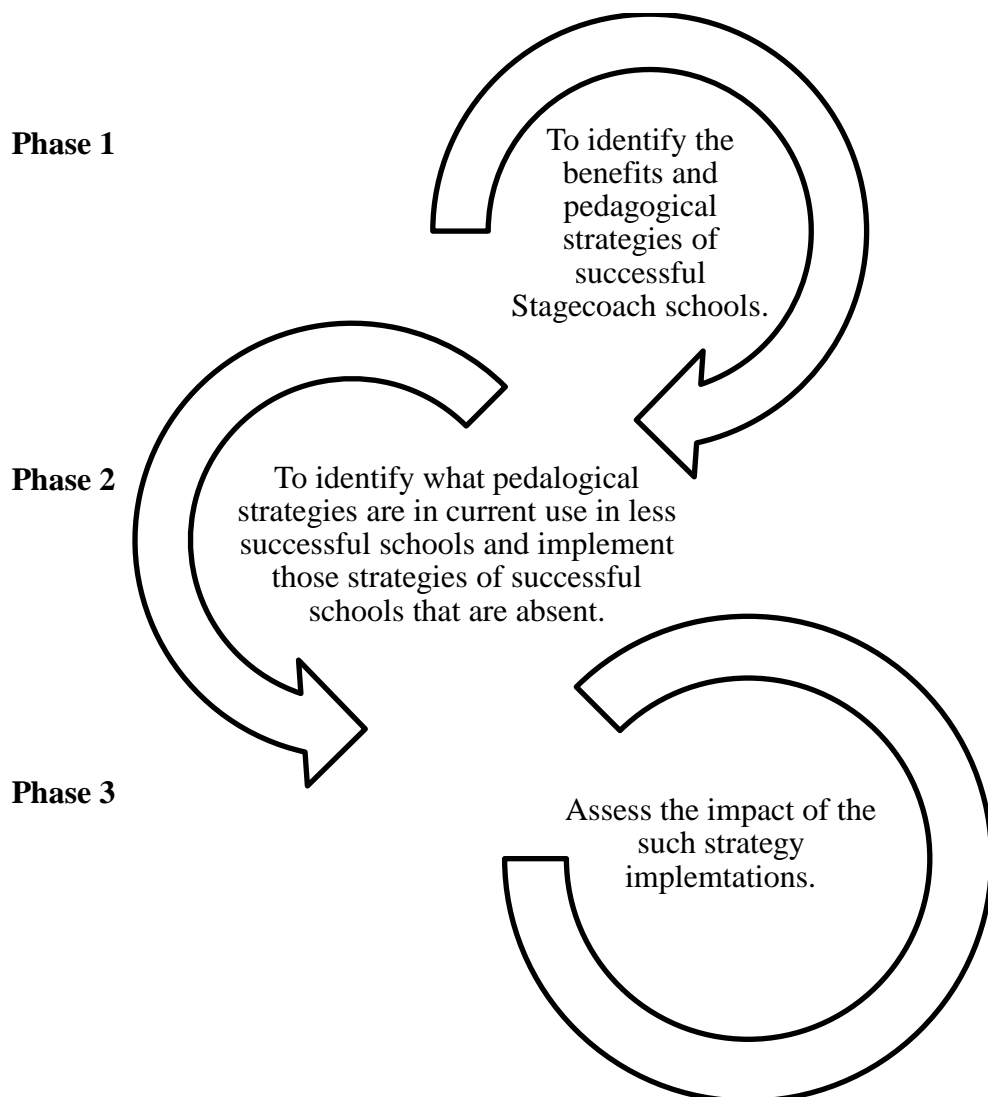 Phase 1
To identify the
benefits and
pedagogical
strategies of
successful
Stagecoach schools.
Phase 2
To identify what pedalogical
strategies are in current use in less
successful schools and implement
those strategies of successful
schools that are absent.
Phase 3
Assess the impact of the
such strategy
implemtations.